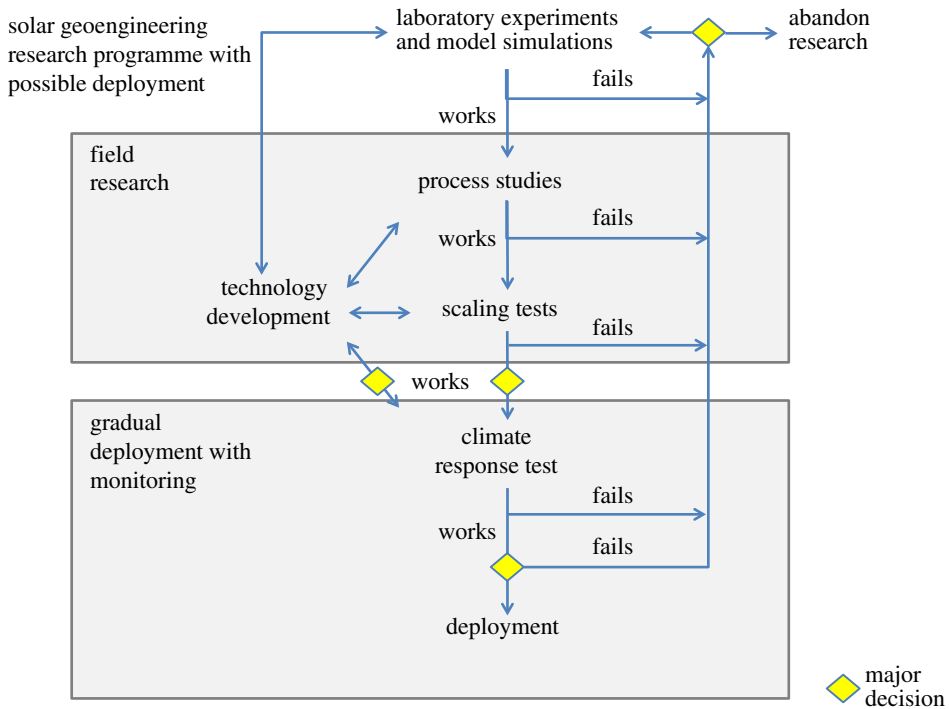 solar geoengineering
research programme with
possible deployment
laboratory experiments
and model simulations
abandon
research
fails
works
field
research
process studies
fails
works
technology
development
scaling tests
fails
works
gradual
deployment with
monitoring
climate
response test
fails
works
fails
deployment
major
decision